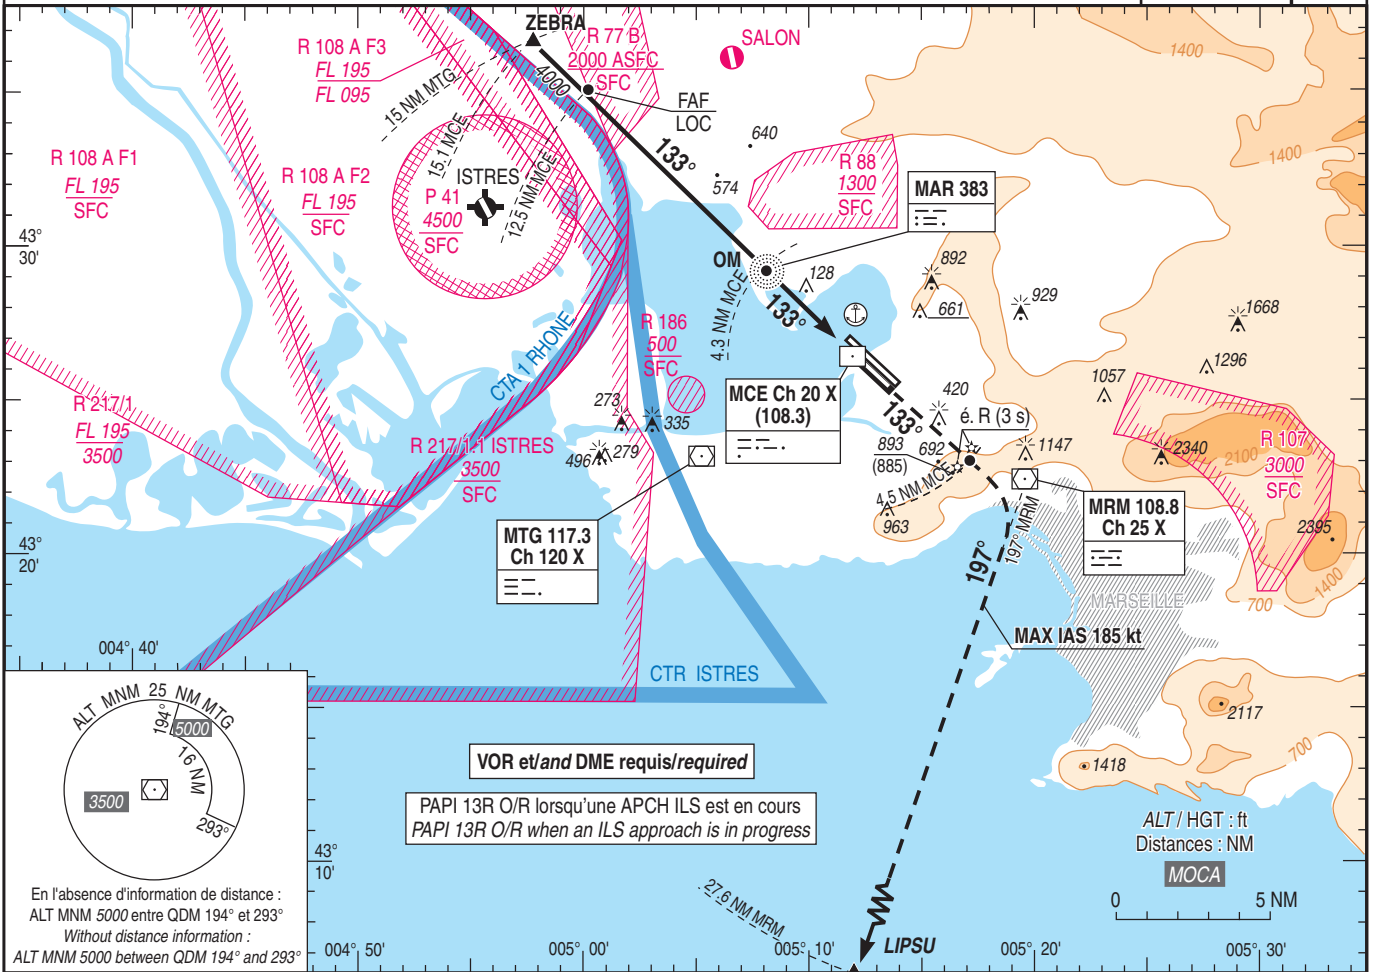 ZEBRA
R 108 A F3
FL 195
FL 095
R 77 B
2000 ASFC
SFC
SALON
1400
4000
15 NM MTG
15.1 MCE
12.5 NM MCE
FAF
LOC
640
133°
574
1400
R 108 A F1
FL 195
SFC
R 108 A F2
FL 195
SFC
ISTRES
P 41
4500
SFC
R 88
1300
SFC
MAR 383
700
43°
30'
OM
128
892
4.3 NM MCE
133°
661
929
1668
R 186
500
SFC
CTA 1 RHONE
1296
1057
MCE Ch 20 X
(108.3)
R 217/1
FL 195
3500
273
335
420
133°
é. R (3 s)
R 217/1.1 ISTRES
3500
SFC
496
279
893
(885)
692
1147
2340
2100
R 107
3000
SFC
4.5 NM MCE
963
MTG 117.3
Ch 120 X
MRM 108.8
Ch 25 X
2395
43°
20'
197°
197° MRM
700
1400
MARSEILLE
MAX IAS 185 kt
004° 40'
CTR ISTRES
ALT MNM 25 NM MTG
194°
5000
16 NM
3500
293°
2117
700
VOR et/and DME requis/required
1418
PAPI 13R O/R lorsqu'une APCH ILS est en cours
PAPI 13R O/R when an ILS approach is in progress
ALT / HGT : ft
Distances : NM
MOCA
43°
10'
0 5 NM
27.6 NM MRM
En l'absence d'information de distance :
ALT MNM 5000 entre QDM 194° et 293°
Without distance information :
ALT MNM 5000 between QDM 194° and 293°
LIPSU
004° 50'
005° 00'
005° 10'
005° 20'
005° 30'